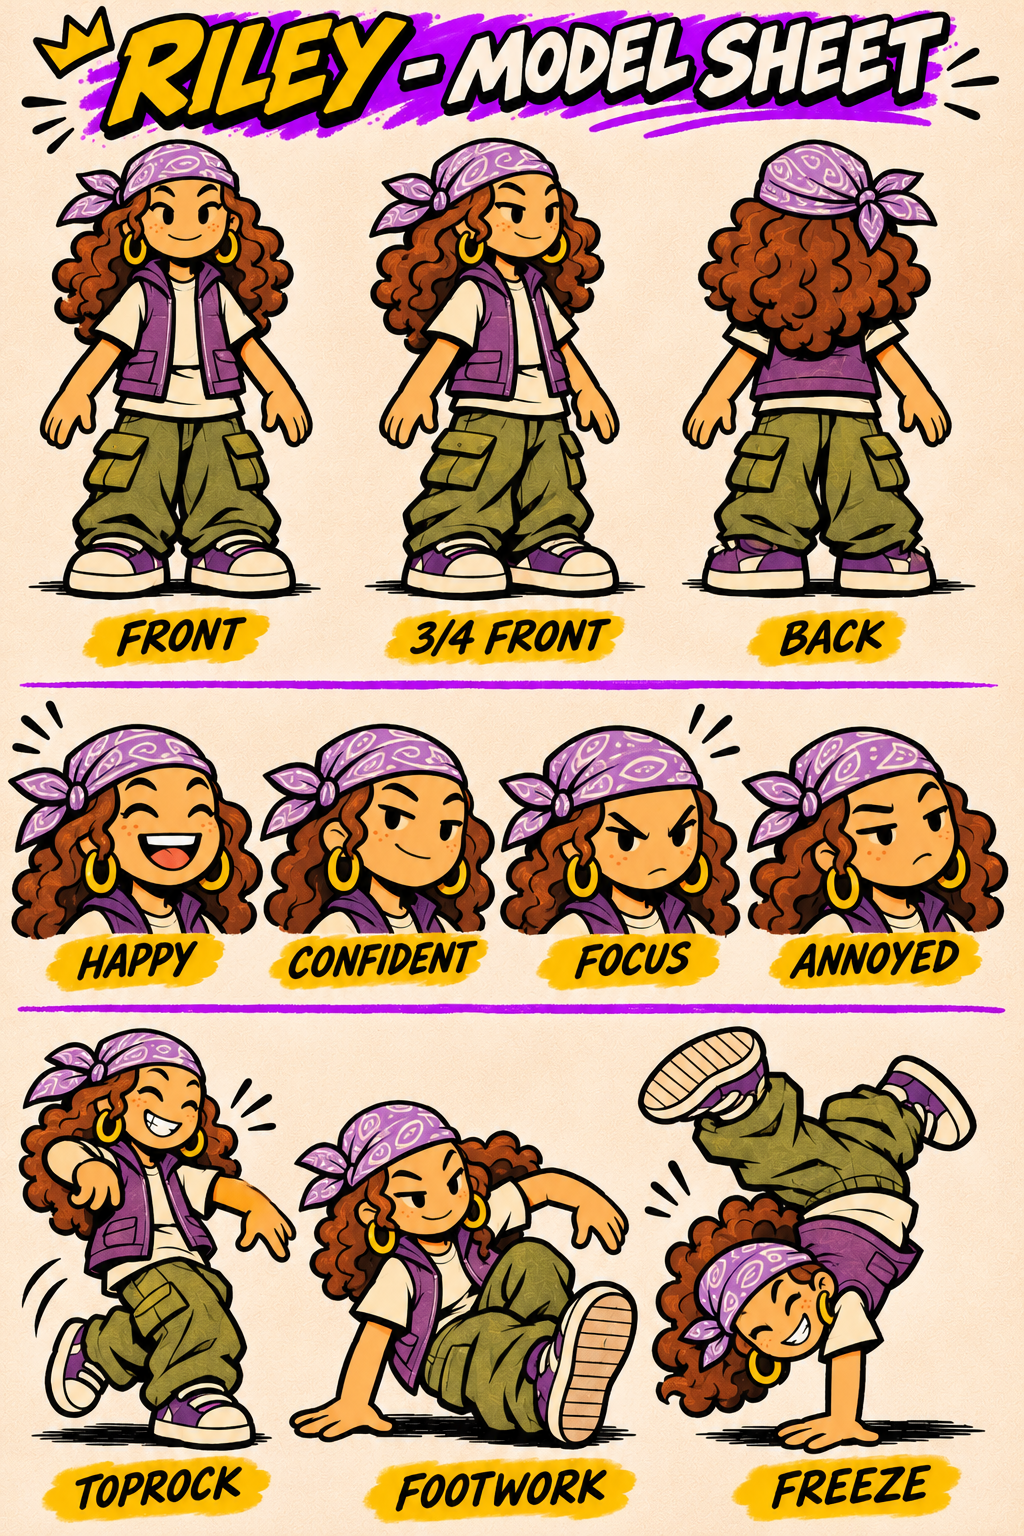 RILEY - MODEL SHEET
FRONT
3/4 FRONT
BACK
HAPPY
CONFIDENT
FOCUS
ANNOYED
TOPROCK
FOOTWORK
FREEZE